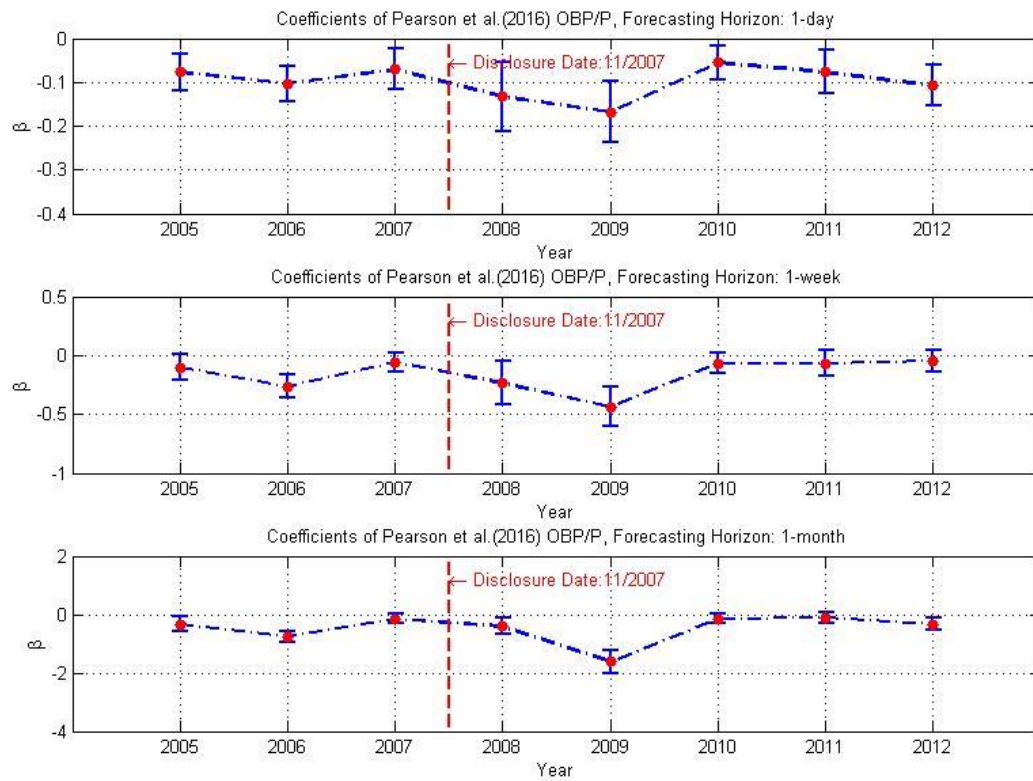 Coefficients of Pearson et al.(2016) OBP/P, Forecasting Horizon: 1-day
0
← Disclosure Date:11/2007
-0.1
β
-0.2
-0.3
-0.4
2005 2006 2007 2008 2009 2010 2011 2012
Year
Coefficients of Pearson et al.(2016) OBP/P, Forecasting Horizon: 1-week
0.5
← Disclosure Date:11/2007
0
β
-0.5
-1
2005 2006 2007 2008 2009 2010 2011 2012
Year
Coefficients of Pearson et al.(2016) OBP/P, Forecasting Horizon: 1-month
2
← Disclosure Date:11/2007
0
β
-2
-4
2005 2006 2007 2008 2009 2010 2011 2012
Year